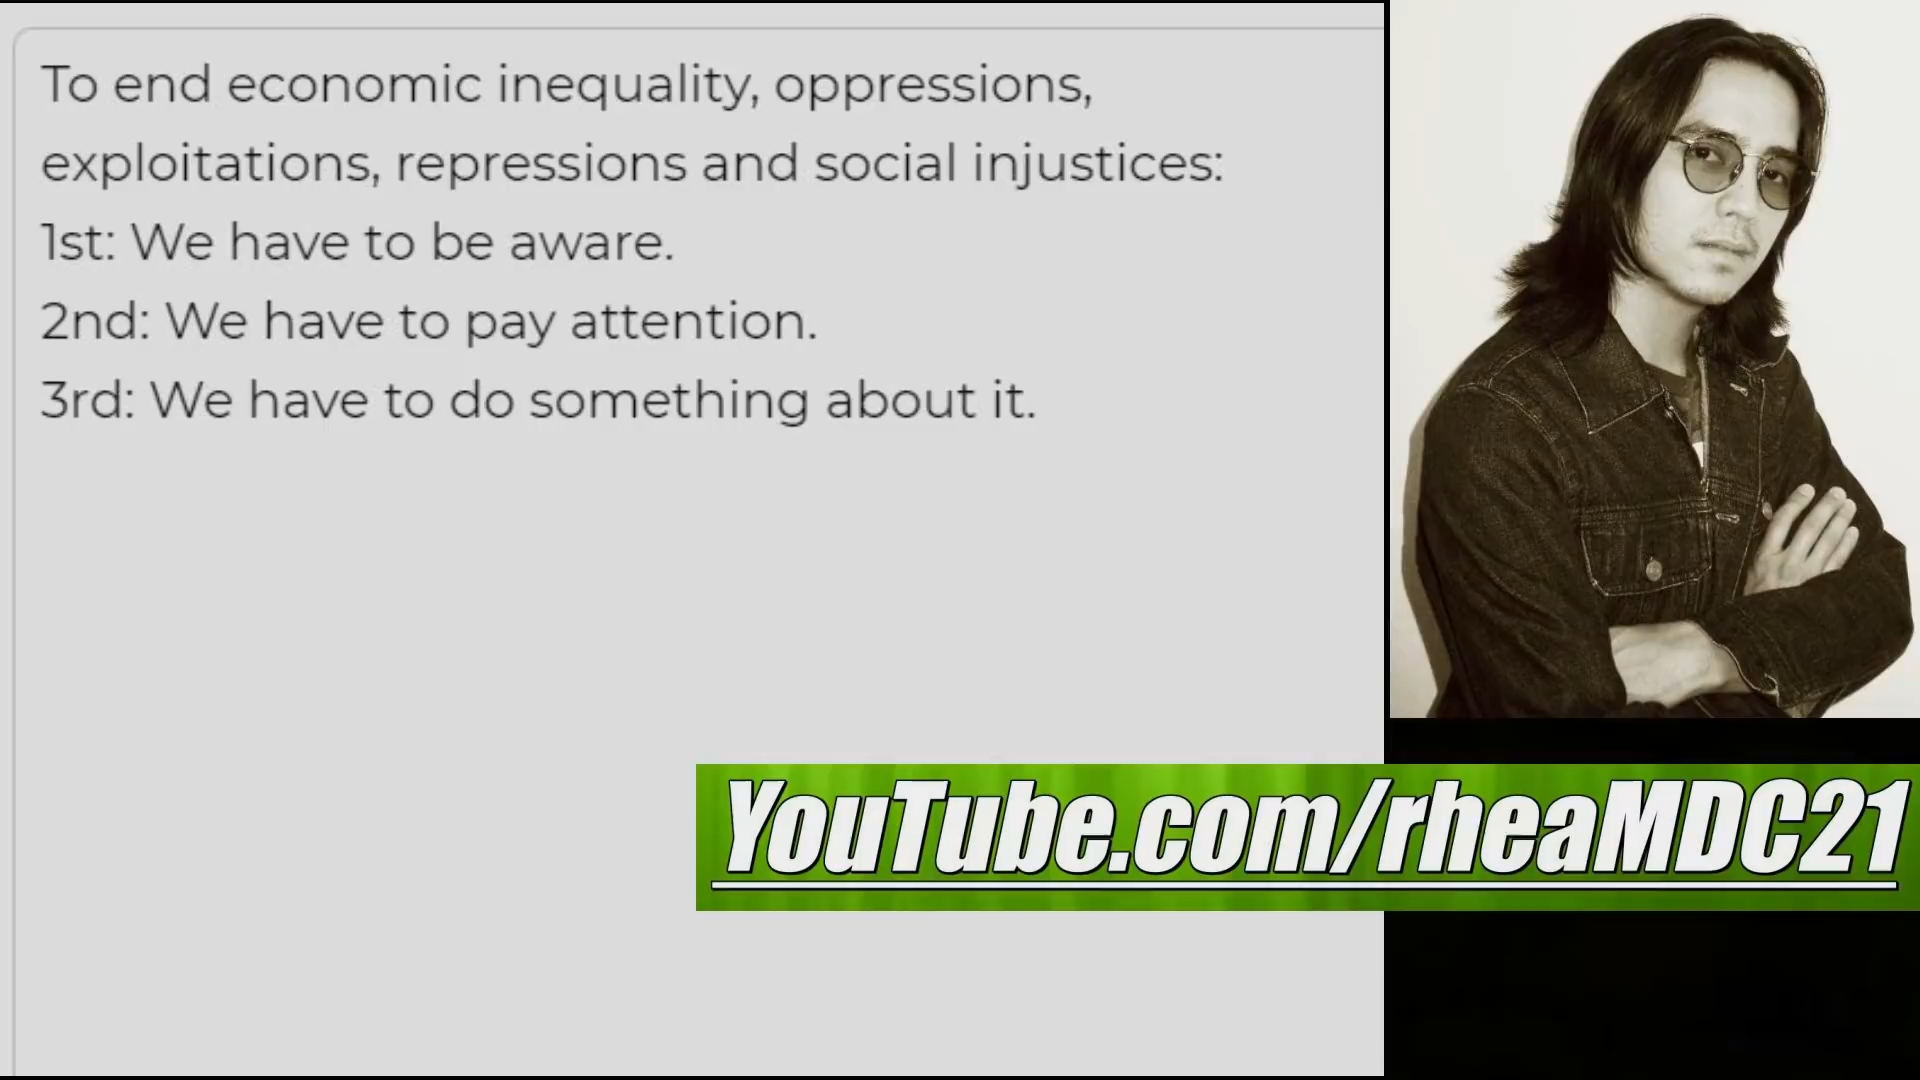 To end economic inequality, oppressions,
exploitations, repressions and social injustices:
1st: We have to be aware.
2nd: We have to pay attention.
3rd: We have to do something about it.
YouTube.com/rheaMDC21